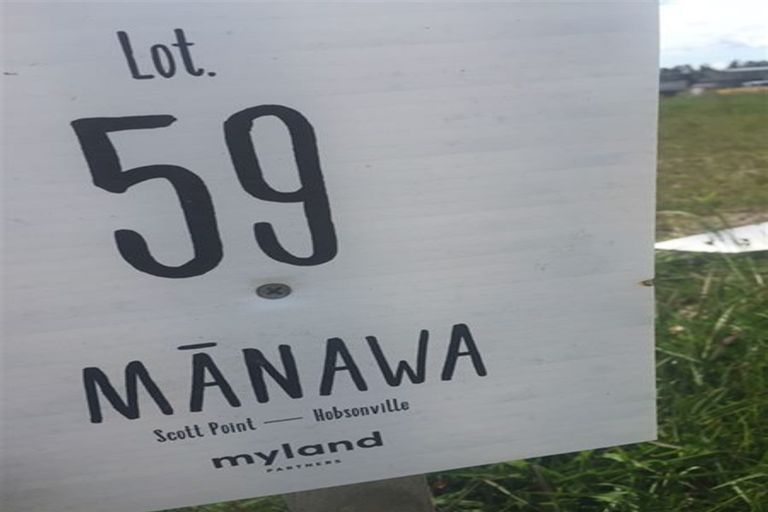 Lot.
59
MĀNAWA
Scott Point — Hobsonville
myland
PARTNERS